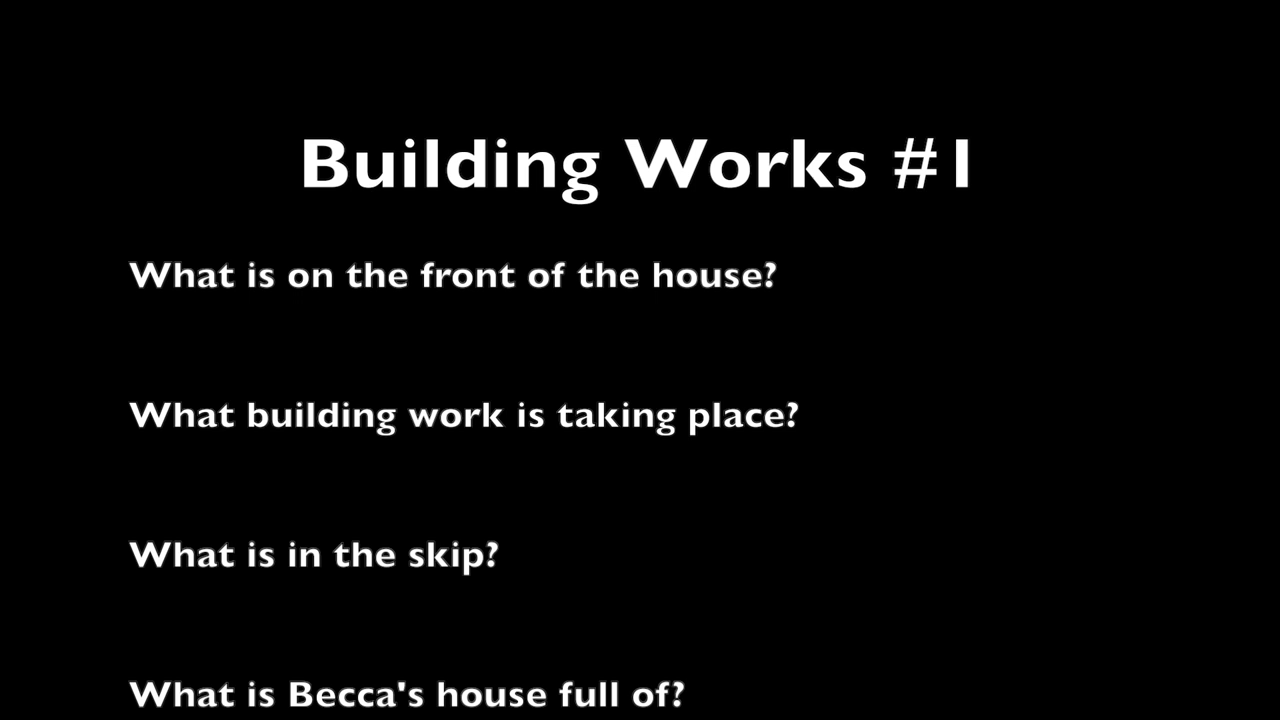 Building Works #1
What is on the front of the house?
What building work is taking place?
What is in the skip?
What is Becca's house full of?